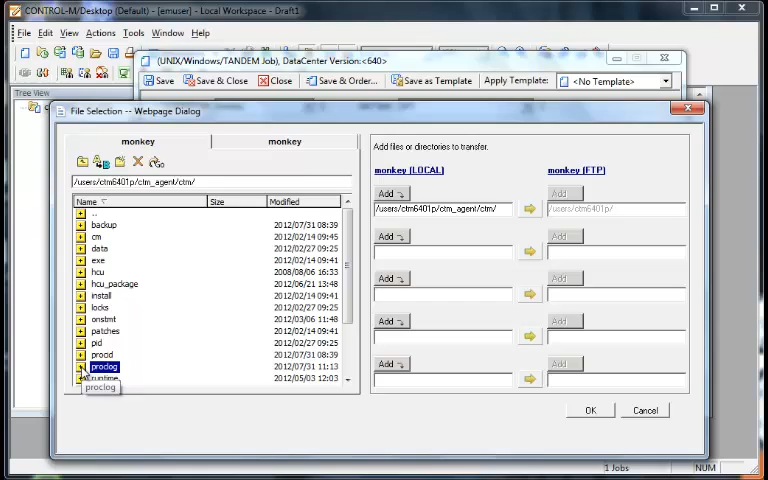 CONTROL-M/Desktop (Default) - [emuser] - Local Workspace - Draft1
File Edit View Actions Tools Window Help
(UNIX/Windows/TANDEM Job), DataCenter Version:<640>
Save Save & Close Close Save & Order... Save as Template Apply Template: <No Template>
Tree View
File Selection -- Webpage Dialog
monkey monkey
Add files or directories to transfer.
monkey (LOCAL) monkey (FTP)
/users/ctm6401p/ctm_agent/ctm/
Add Add
Name Size Modified
/users/ctm6401p/ctm_agent/ctm/ /users/ctm6401p/
..
backup 2012/07/31 08:39
cm 2012/02/14 09:45
data 2012/02/27 09:25
exe 2012/02/14 09:41
hcu 2008/08/06 16:33
hcu_package 2012/06/21 13:48
install 2012/02/14 09:41
locks 2012/02/27 09:25
onstmt 2012/03/06 11:48
patches 2012/02/14 09:41
pid 2012/02/27 09:25
procid 2012/07/31 08:39
proclog 2012/07/31 11:13
runtime 2012/05/03 12:03
proclog
Add Add
Add Add
Add Add
Add Add
OK Cancel
1 Jobs NUM